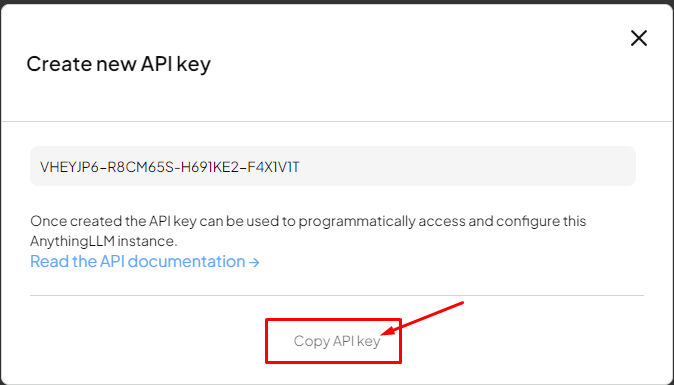 Create new API key
VHEYJP6-R8CM65S-H691KE2-F4X1V1T
Once created the API key can be used to programmatically access and configure this
AnythingLLM instance.
Read the API documentation →
Copy API key